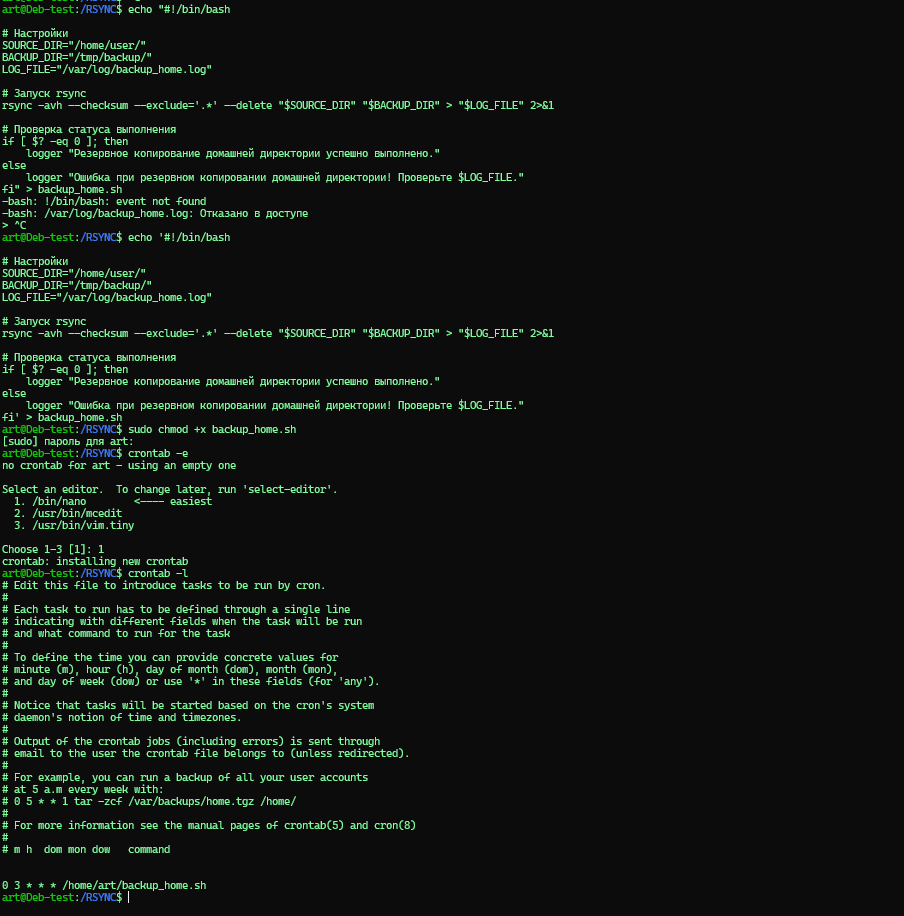 art@Deb-test:/RSYNC$ echo "#!/bin/bash
# Настройки
SOURCE_DIR="/home/user/"
BACKUP_DIR="/tmp/backup/"
LOG_FILE="/var/log/backup_home.log"
# Запуск rsync
rsync -avh --checksum --exclude='.*' --delete "$SOURCE_DIR" "$BACKUP_DIR" > "$LOG_FILE" 2>&1
# Проверка статуса выполнения
if [ $? -eq 0 ]; then
    logger "Резервное копирование домашней директории успешно выполнено."
else
    logger "Ошибка при резервном копировании домашней директории! Проверьте $LOG_FILE."
fi" > backup_home.sh
-bash: !/bin/bash: event not found
-bash: /var/log/backup_home.log: Отказано в доступе
> ^C
art@Deb-test:/RSYNC$ echo '#!/bin/bash
# Настройки
SOURCE_DIR="/home/user/"
BACKUP_DIR="/tmp/backup/"
LOG_FILE="/var/log/backup_home.log"
# Запуск rsync
rsync -avh --checksum --exclude='.*' --delete "$SOURCE_DIR" "$BACKUP_DIR" > "$LOG_FILE" 2>&1
# Проверка статуса выполнения
if [ $? -eq 0 ]; then
    logger "Резервное копирование домашней директории успешно выполнено."
else
    logger "Ошибка при резервном копировании домашней директории! Проверьте $LOG_FILE."
fi' > backup_home.sh
art@Deb-test:/RSYNC$ sudo chmod +x backup_home.sh
[sudo] пароль для art:
art@Deb-test:/RSYNC$ crontab -e
no crontab for art - using an empty one
Select an editor.  To change later, run 'select-editor'.
  1. /bin/nano        <---- easiest
  2. /usr/bin/mcedit
  3. /usr/bin/vim.tiny
Choose 1-3 [1]: 1
crontab: installing new crontab
art@Deb-test:/RSYNC$ crontab -l
# Edit this file to introduce tasks to be run by cron.
#
# Each task to run has to be defined through a single line
# indicating with different fields when the task will be run
# and what command to run for the task
#
# To define the time you can provide concrete values for
# minute (m), hour (h), day of month (dom), month (mon),
# and day of week (dow) or use '*' in these fields (for 'any').
#
# Notice that tasks will be started based on the cron's system
# daemon's notion of time and timezones.
#
# Output of the crontab jobs (including errors) is sent through
# email to the user the crontab file belongs to (unless redirected).
#
# For example, you can run a backup of all your user accounts
# at 5 a.m every week with:
# 0 5 * * 1 tar -zcf /var/backups/home.tgz /home/
#
# For more information see the manual pages of crontab(5) and cron(8)
#
# m h  dom mon dow   command
0 3 * * * /home/art/backup_home.sh
art@Deb-test:/RSYNC$